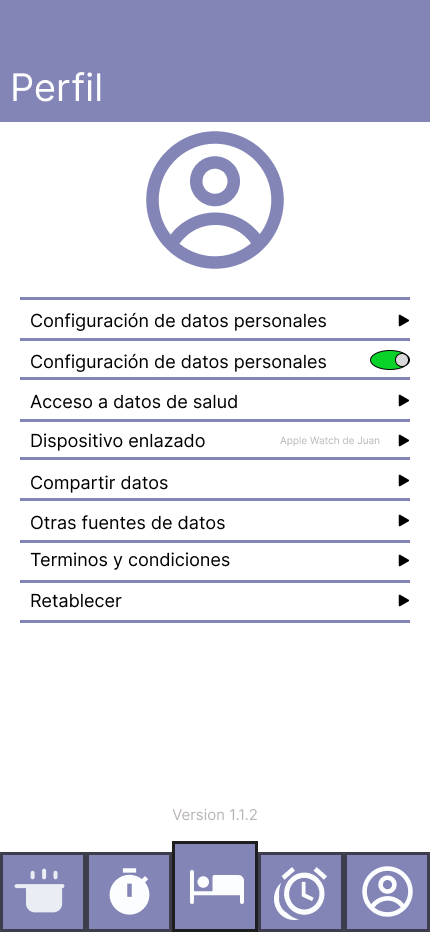 Perfil
Configuración de datos personales
Configuración de datos personales
Acceso a datos de salud
Dispositivo enlazado Apple Watch de Juan
Compartir datos
Otras fuentes de datos
Terminos y condiciones
Retablecer
Version 1.1.2